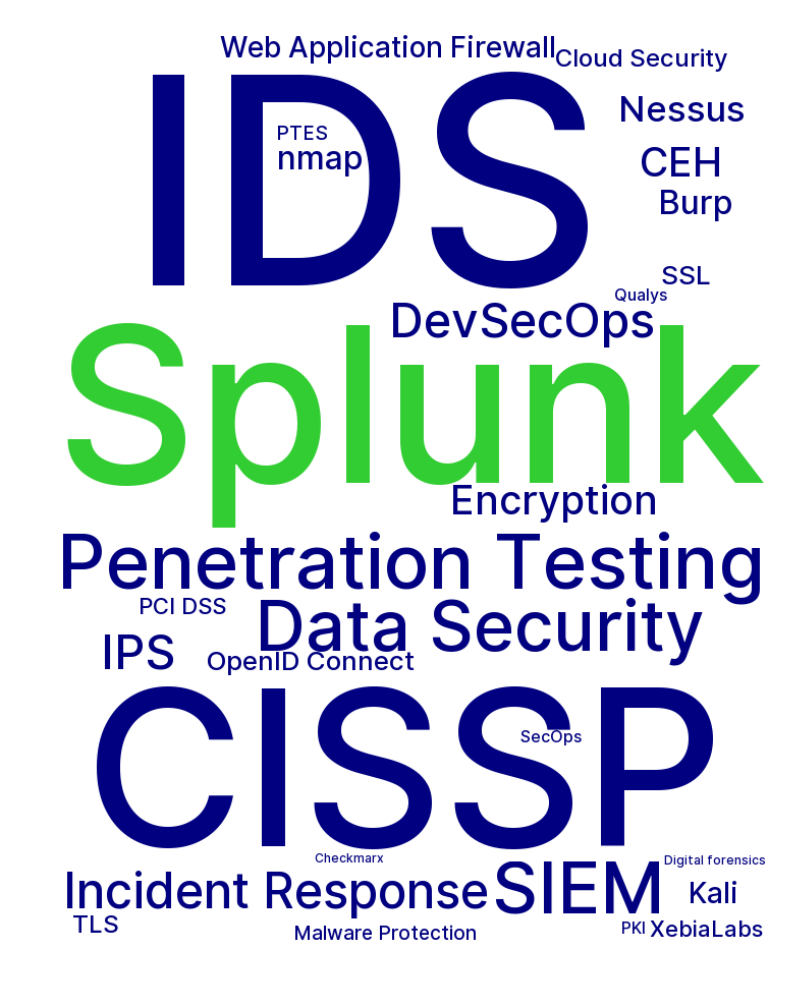 Web Application Firewall
Cloud Security
IDS
Nessus
PTES
nmap
CEH
Burp
SSL
Qualys
DevSecOps
Splunk
Encryption
Penetration Testing
PCI DSS
Data Security
IPS
OpenID Connect
CISSP
SecOps
Checkmarx
Digital forensics
Incident Response
SIEM
Kali
TLS
Malware Protection
PKI
XebiaLabs